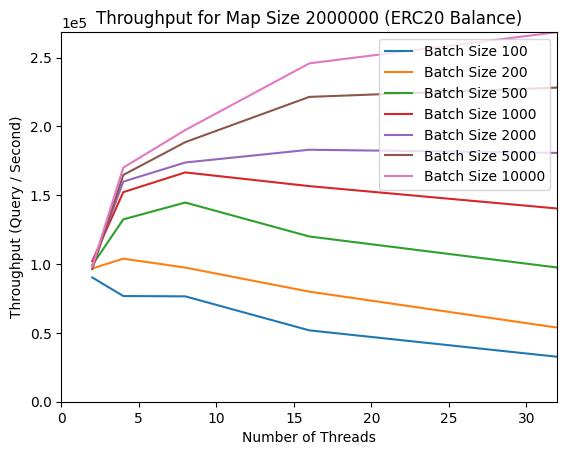 Throughput for Map Size 2000000 (ERC20 Balance)
1e5
Batch Size 100
Batch Size 200
Batch Size 500
Batch Size 1000
Batch Size 2000
Batch Size 5000
Batch Size 10000
2.5
2.0
1.5
1.0
0.5
0.0
Throughput (Query / Second)
0 5 10 15 20 25 30
Number of Threads